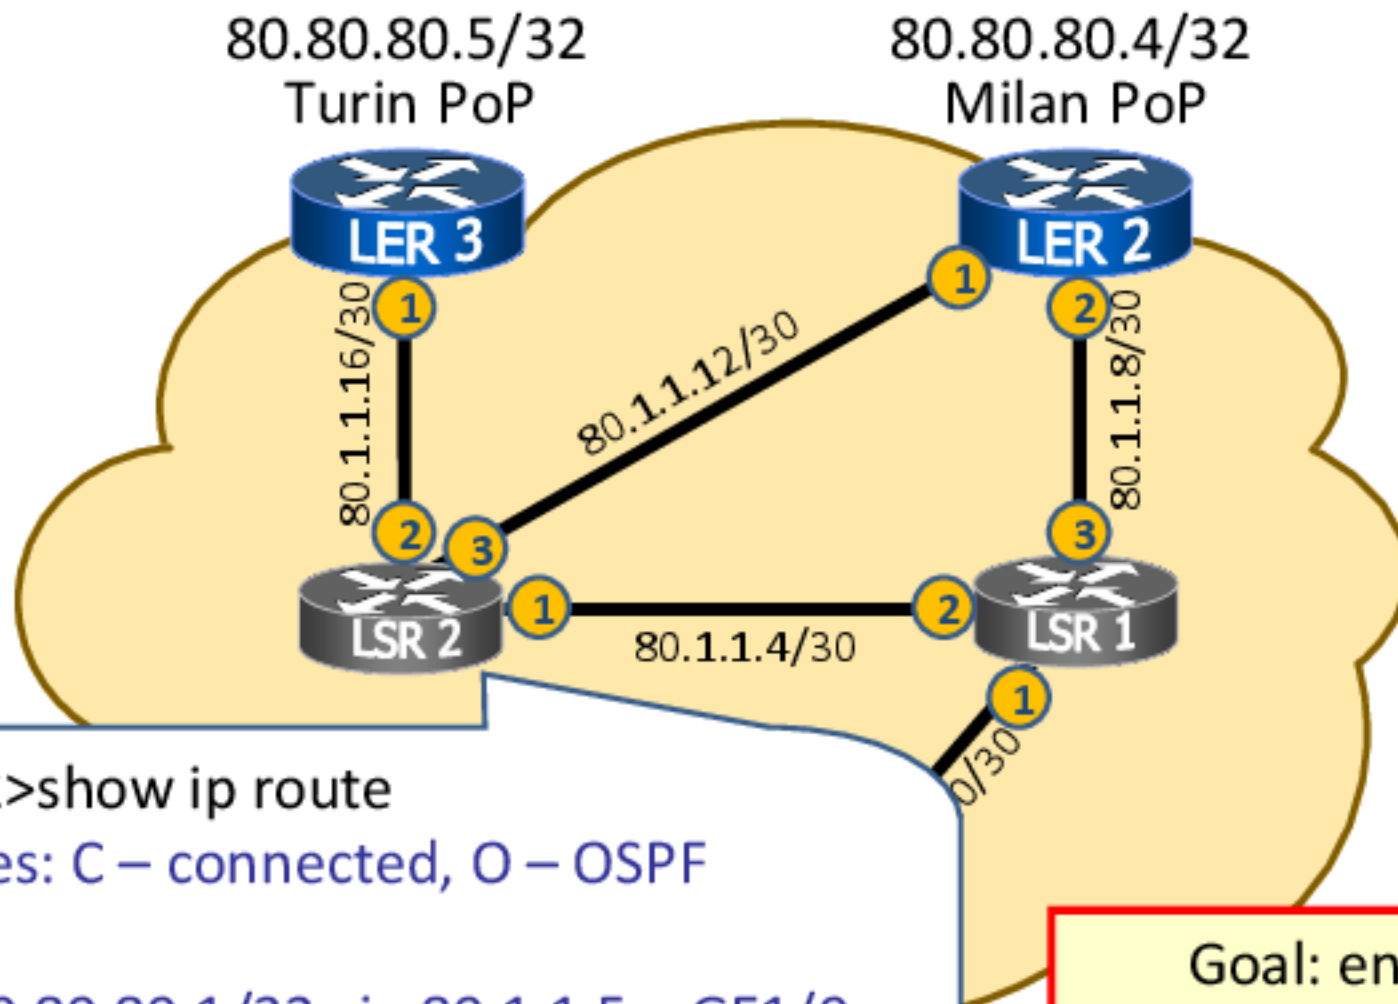 80.80.80.5/32
Turin PoP
80.80.80.4/32
Milan PoP
LER 3
LER 2
1
1
2
80.1.1.16/30
80.1.1.12/30
80.1.1.8/30
2
3
3
LSR 2
1
80.1.1.4/30
2
LSR 1
1
0/30
>show ip route
es: C – connected, O – OSPF
Goal: en